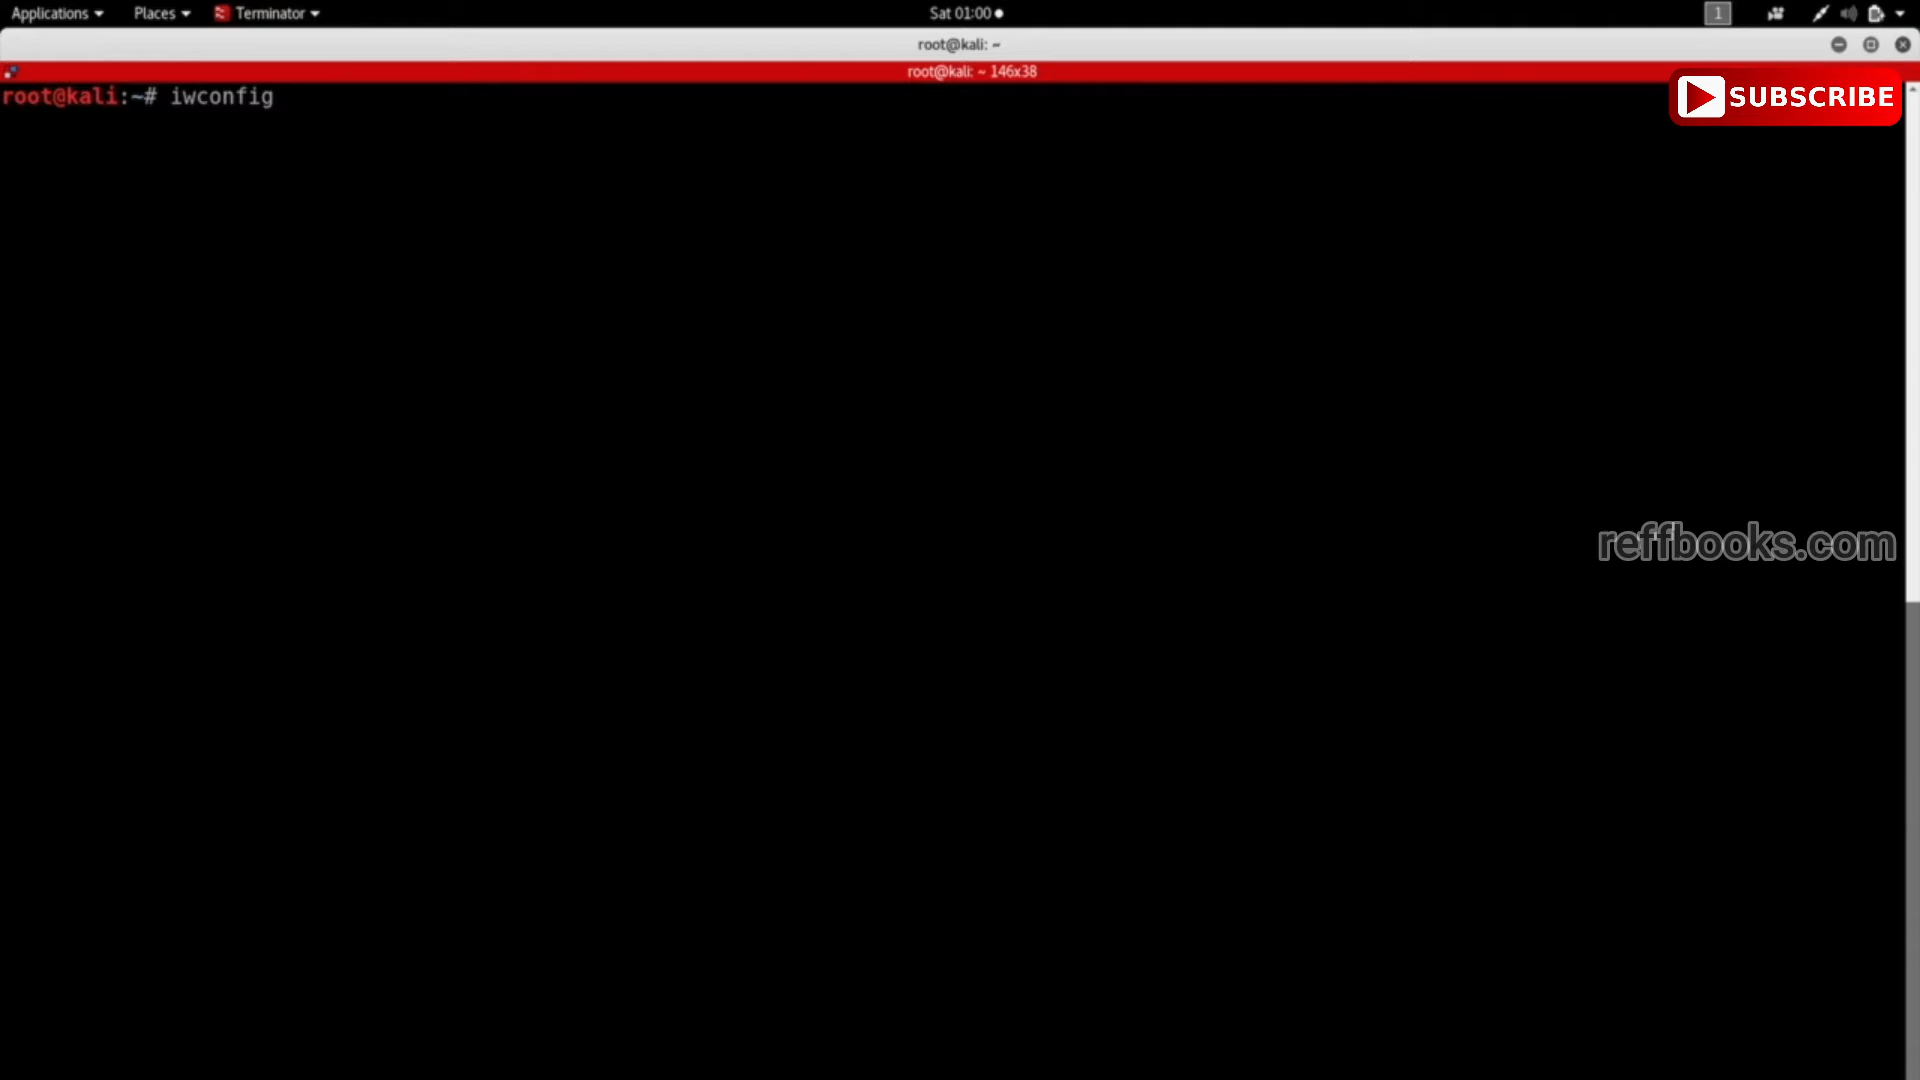 Applications Places Terminator Sat 01:00 1
root@kali: ~
root@kali: ~ 146x38
root@kali:~# iwconfig
SUBSCRIBE
reffbooks.com